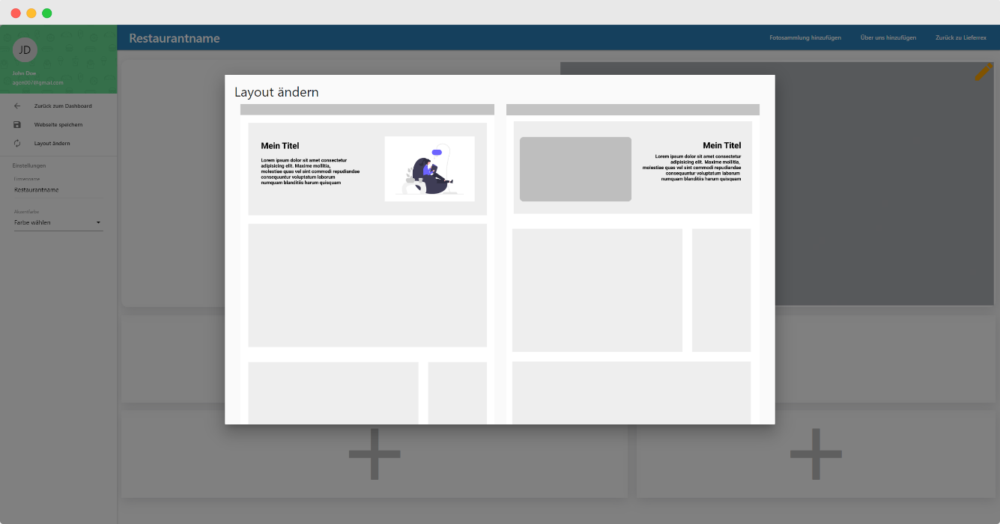 Restaurantname
Fotosammlung hinzufügen
Über uns hinzufügen
Zurück zu Lieferrex
JD
John Doe
agon007@gmail.com
Zurück zum Dashboard
Webseite speichern
Layout ändern
Einstellungen
Firmenname
Restaurantname
Akzentfarbe
Farbe wählen
Layout ändern
Mein Titel
Lorem ipsum dolor sit amet consectetur
adipisicing elit. Maxime mollitia,
molestiae quas vel sint commodi repudiandae
consequuntur voluptatum laborum
numquam blanditiis harum quisquam
Mein Titel
Lorem ipsum dolor sit amet consectetur
adipisicing elit. Maxime mollitia,
molestiae quas vel sint commodi repudiandae
consequuntur voluptatum laborum
numquam blanditiis harum quisquam